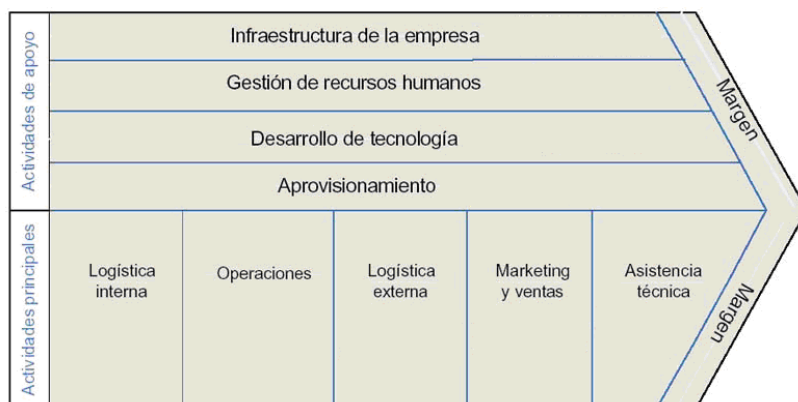 Actividades de apoyo
Infraestructura de la empresa
Gestión de recursos humanos
Desarrollo de tecnología
Aprovisionamiento
Margen
Actividades principales
Logística
interna
Operaciones
Logística
externa
Marketing
y ventas
Asistencia
técnica
Margen